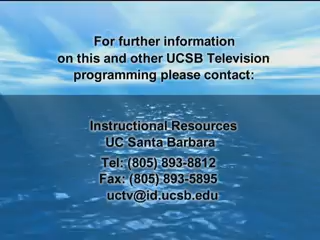 For further information
on this and other UCSB Television
programming please contact:
Instructional Resources
UC Santa Barbara
Tel: (805) 893-8812
Fax: (805) 893-5895
uctv@id.ucsb.edu